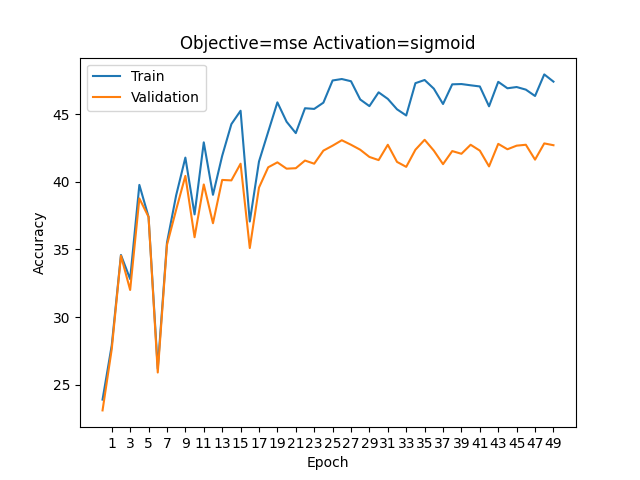 Objective=mse Activation=sigmoid
Train
Validation
45
40
35
30
25
Accuracy
1 3 5 7 9 11 13 15 17 19 21 23 25 27 29 31 33 35 37 39 41 43 45 47 49
Epoch